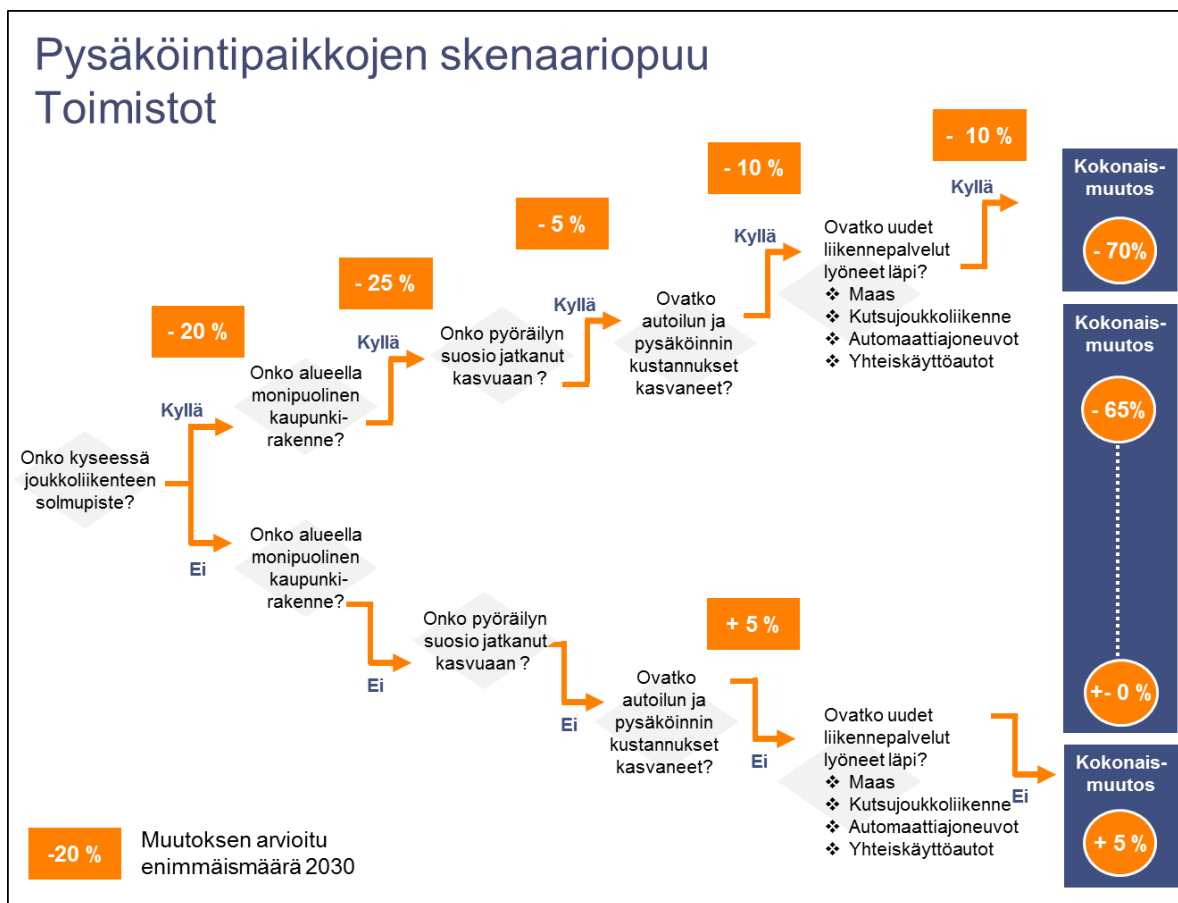 Pysäköintipaikkojen skenaariopuu
Toimistot
- 20 %
- 25 %
- 5 %
- 10 %
- 10 %
Kyllä
Kyllä
Kyllä
Kyllä
Kyllä
Onko kyseessä
joukkoliikenteen
solmupiste?
Onko alueella
monipuolinen
kaupunki-
rakenne?
Onko pyöräilyn
suosio jatkanut
kasvuaan ?
Ovatko
autoilun ja
pysäköinnin
kustannukset
kasvaneet?
Ovatko uudet
liikennepalvelut
lyöneet läpi?
❖ Maas
❖ Kutsujoukkoliikenne
❖ Automaattiajoneuvot
❖ Yhteiskäyttöautot
Kokonais-
muutos
- 70%
Kokonais-
muutos
- 65%
+- 0 %
Ei
Onko alueella
monipuolinen
kaupunki-
rakenne?
Ei
Onko pyöräilyn
suosio jatkanut
kasvuaan ?
Ei
Ovatko
autoilun ja
pysäköinnin
kustannukset
kasvaneet?
+ 5 %
Ei
Ovatko uudet
liikennepalvelut
lyöneet läpi?
❖ Maas
❖ Kutsujoukkoliikenne
❖ Automaattiajoneuvot
❖ Yhteiskäyttöautot
Ei
Kokonais-
muutos
+ 5 %
-20 %
Muutoksen arvioitu
enimmäismäärä 2030